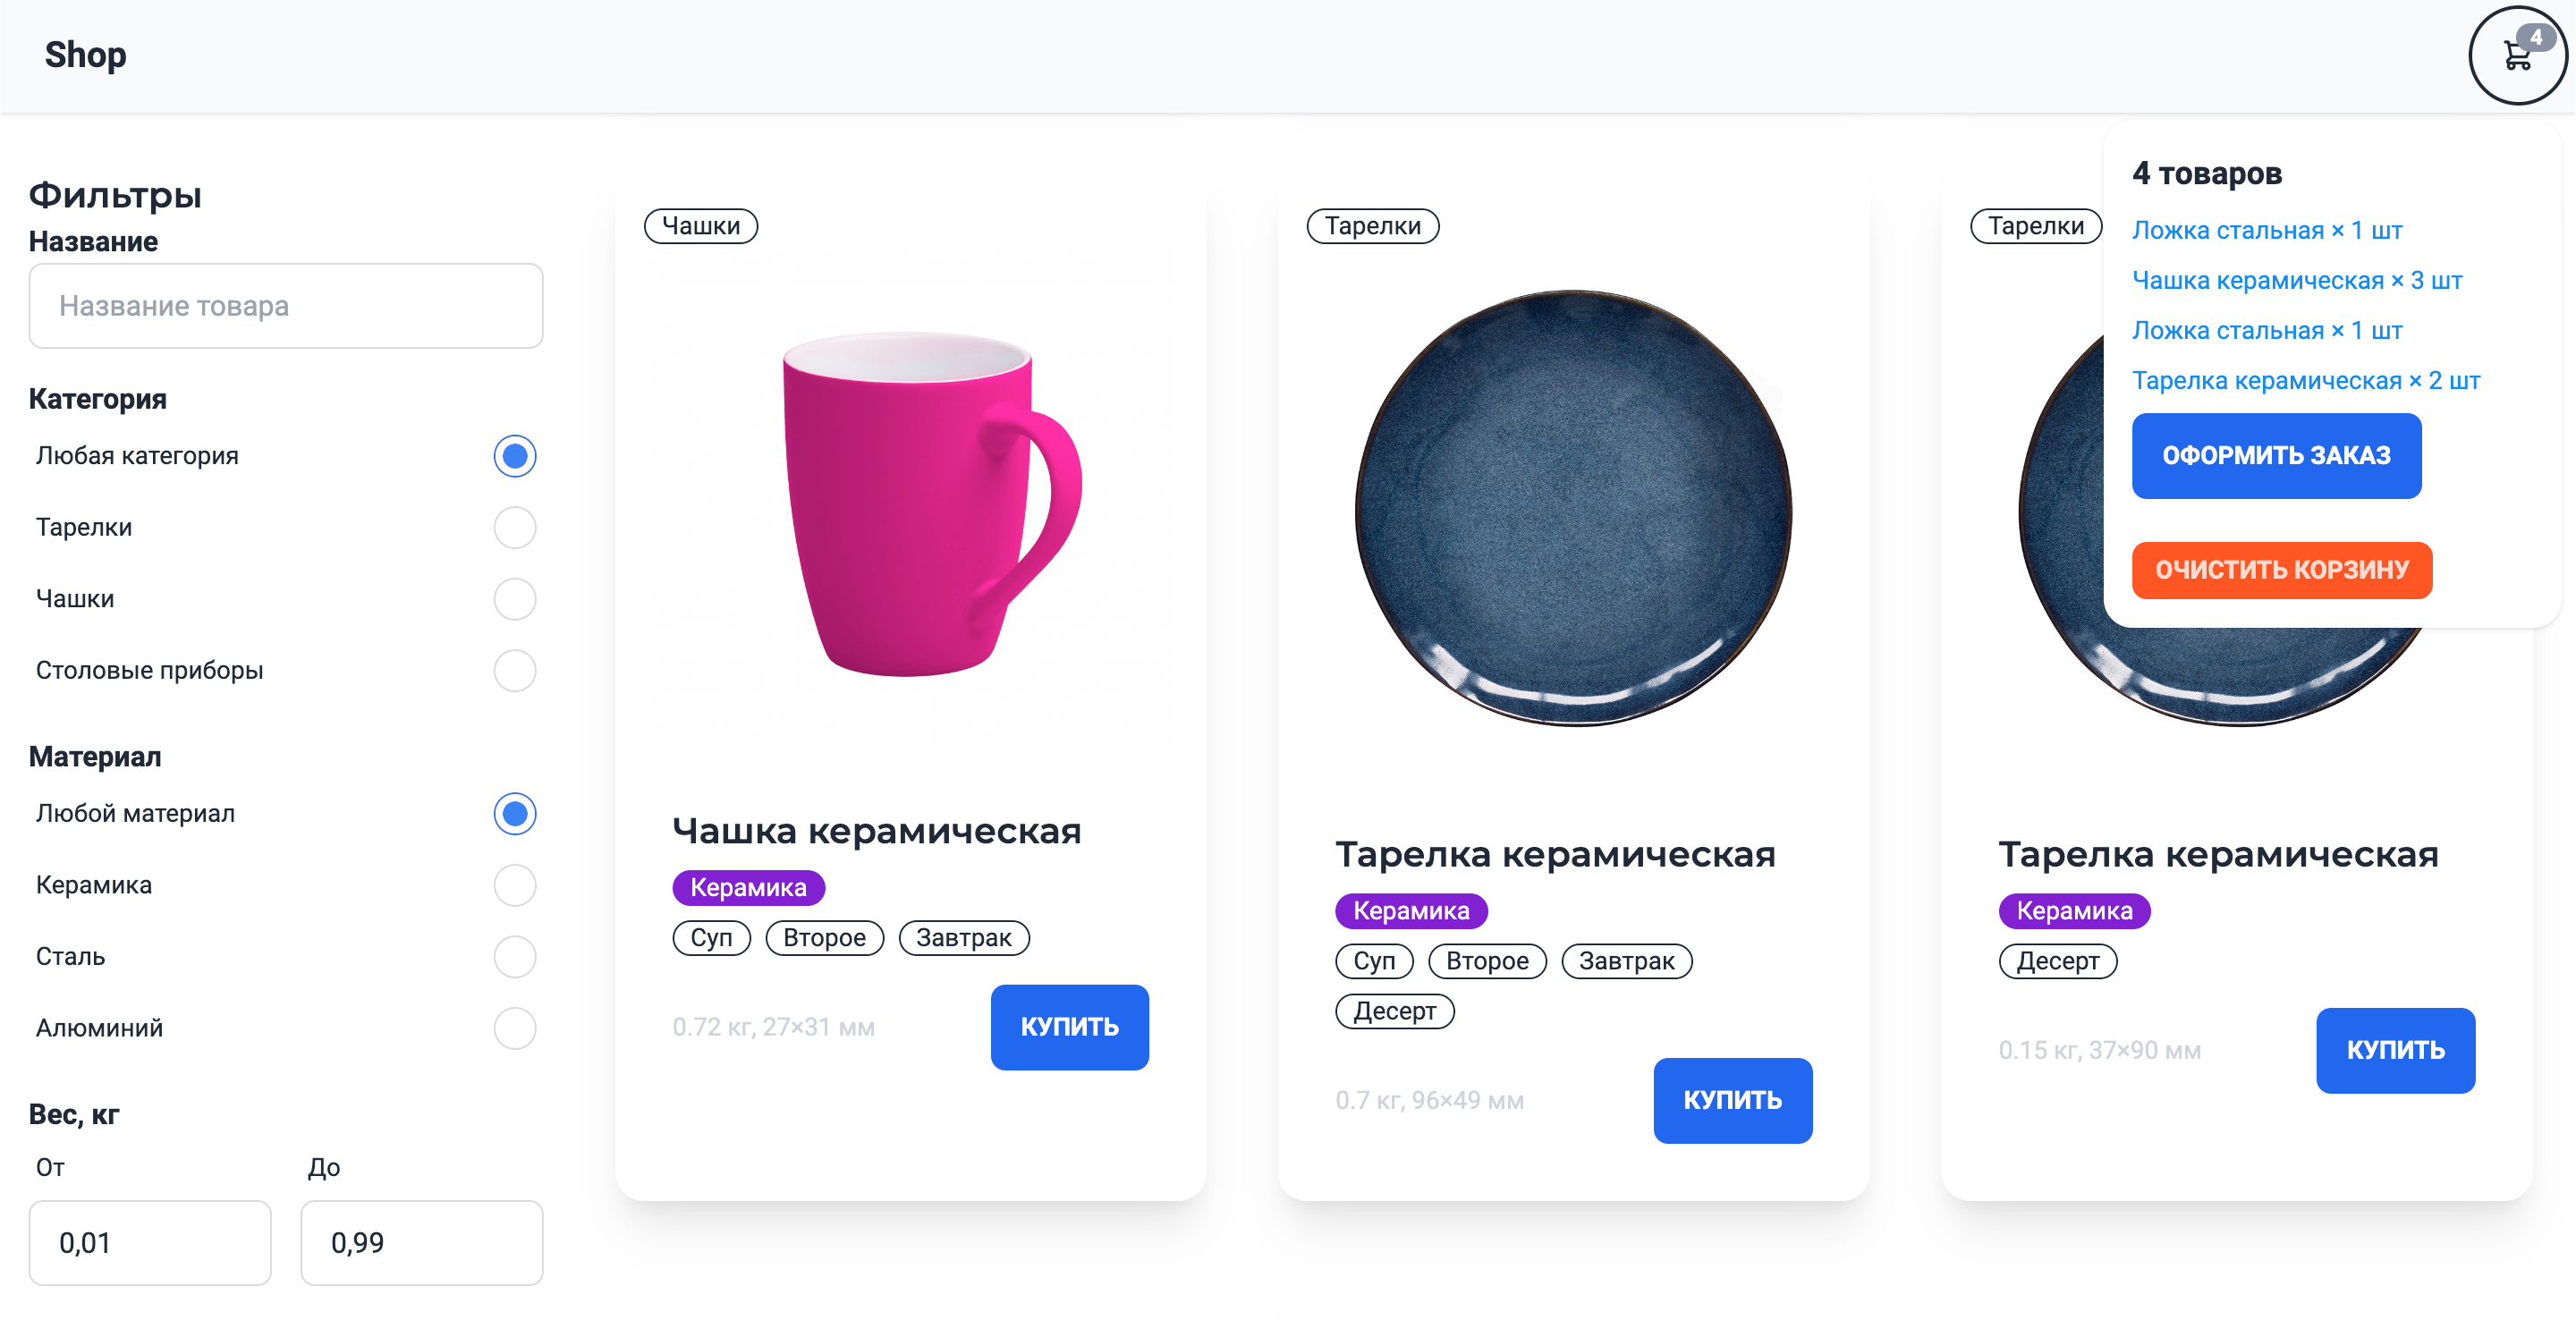 Shop
4
Фильтры
Название
Название товара
Категория
Любая категория
Тарелки
Чашки
Столовые приборы
Материал
Любой материал
Керамика
Сталь
Алюминий
Вес, кг
От До
0,01 0,99
Чашки
Чашка керамическая
Керамика
Суп Второе Завтрак
0.72 кг, 27×31 мм КУПИТЬ
Тарелки
Тарелка керамическая
Керамика
Суп Второе Завтрак
Десерт
0.7 кг, 96×49 мм КУПИТЬ
Тарелки
Тарелка керамическая
Керамика
Десерт
0.15 кг, 37×90 мм КУПИТЬ
4 товаров
Ложка стальная × 1 шт
Чашка керамическая × 3 шт
Ложка стальная × 1 шт
Тарелка керамическая × 2 шт
ОФОРМИТЬ ЗАКАЗ
ОЧИСТИТЬ КОРЗИНУ